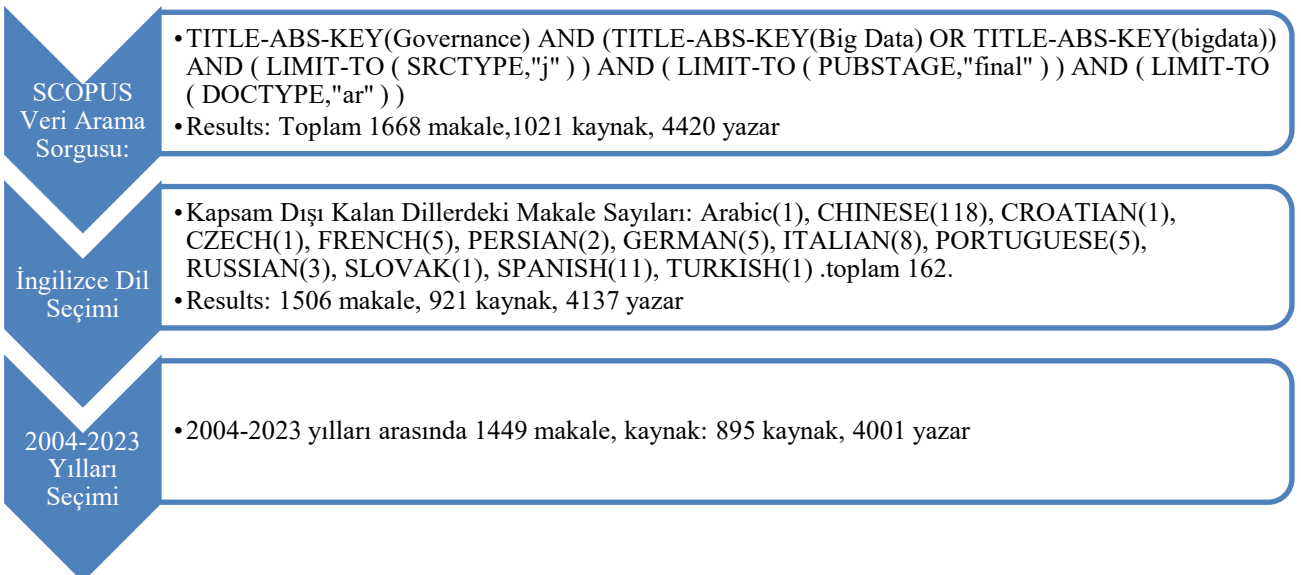 SCOPUS
Veri Arama
Sorgusu:
•TITLE-ABS-KEY(Governance) AND (TITLE-ABS-KEY(Big Data) OR TITLE-ABS-KEY(bigdata))
AND ( LIMIT-TO ( SRCTYPE,"j" ) ) AND ( LIMIT-TO ( PUBSTAGE,"final" ) ) AND ( LIMIT-TO
( DOCTYPE,"ar" ) )
•Results: Toplam 1668 makale,1021 kaynak, 4420 yazar
İngilizce Dil
Seçimi
•Kapsam Dışı Kalan Dillerdeki Makale Sayıları: Arabic(1), CHINESE(118), CROATIAN(1),
CZECH(1), FRENCH(5), PERSIAN(2), GERMAN(5), ITALIAN(8), PORTUGUESE(5),
RUSSIAN(3), SLOVAK(1), SPANISH(11), TURKISH(1) .toplam 162.
•Results: 1506 makale, 921 kaynak, 4137 yazar
2004-2023
Yılları
Seçimi
•2004-2023 yılları arasında 1449 makale, kaynak: 895 kaynak, 4001 yazar